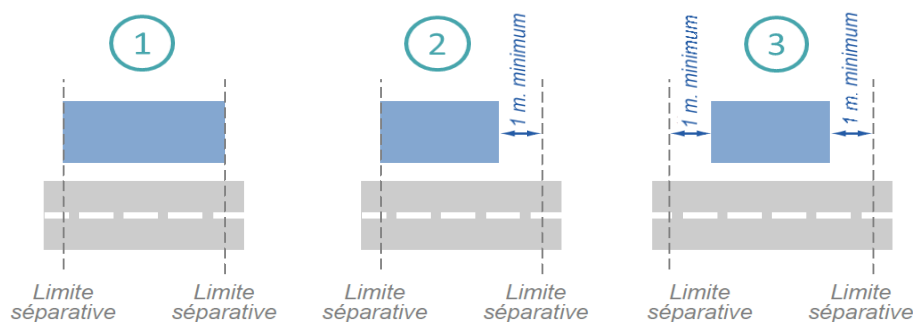 1
2
3
1 m. minimum
1 m. minimum
1 m. minimum
Limite
séparative
Limite
séparative
Limite
séparative
Limite
séparative
Limite
séparative
Limite
séparative